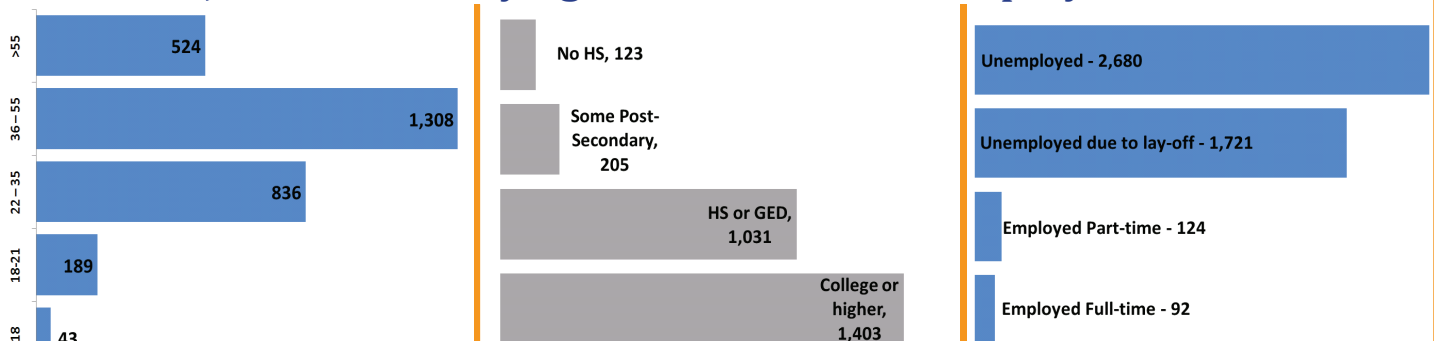 >55
524
36 – 55
1,308
22 – 35
836
18-21
189
18
43
No HS, 123
Some Post-
Secondary,
205
HS or GED,
1,031
College or
higher,
1,403
Unemployed - 2,680
Unemployed due to lay-off - 1,721
Employed Part-time - 124
Employed Full-time - 92